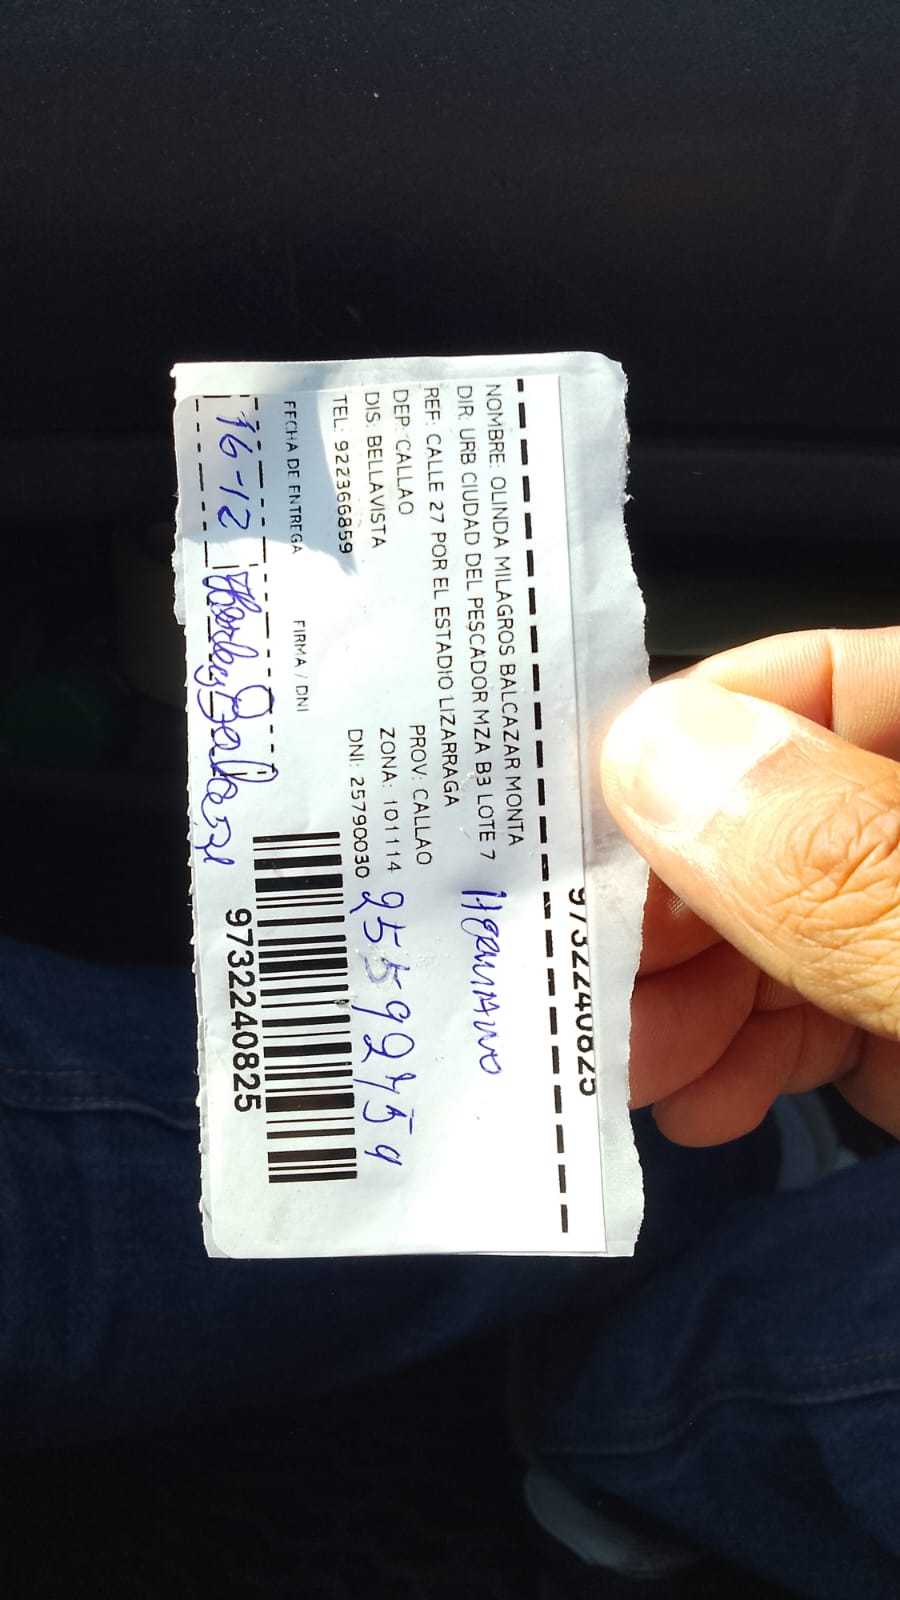 9732240825
NOMBRE: OLINDA MILAGROS BALCAZAR MONTA
DIR: URB CIUDAD DEL PESCADOR MZA B3 LOTE 7
Hermano
REF: CALLE 27 POR EL ESTADIO LIZARRAGA
DEP: CALLAO PROV: CALLAO
DIS: BELLAVISTA ZONA: 101114
TEL: 922366859 DNI: 25790030
25592759
FECHA DE ENTREGA FIRMA / DNI
16-12
9732240825